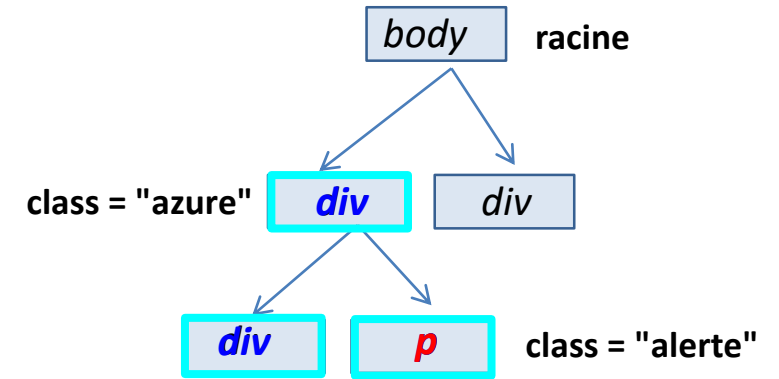 body racine
class = "azure" div div
div p class = "alerte"